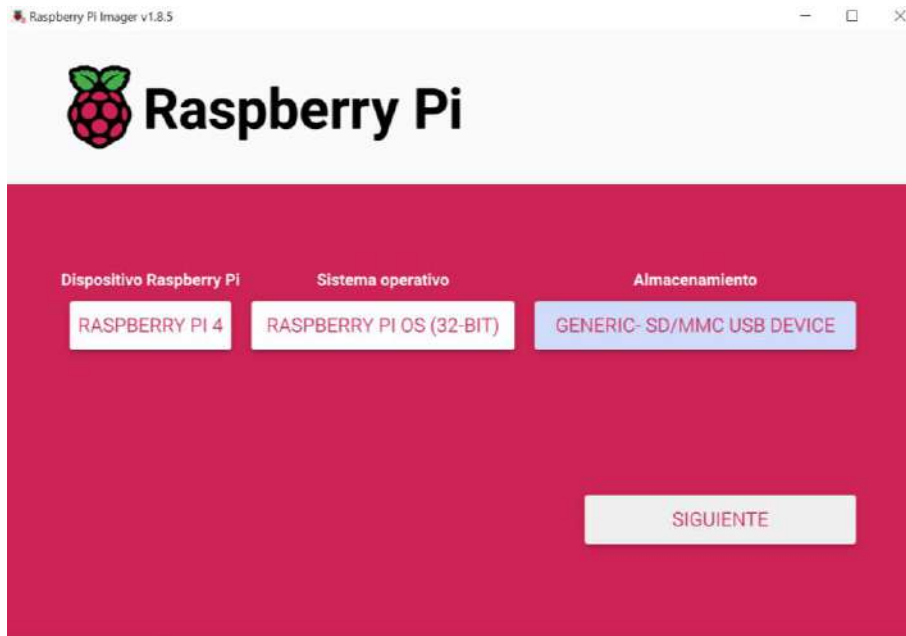 Raspberry Pi Imager v1.8.5
Raspberry Pi
Dispositivo Raspberry Pi
Sistema operativo
Almacenamiento
RASPBERRY PI 4
RASPBERRY PI OS (32-BIT)
GENERIC- SD/MMC USB DEVICE
SIGUIENTE